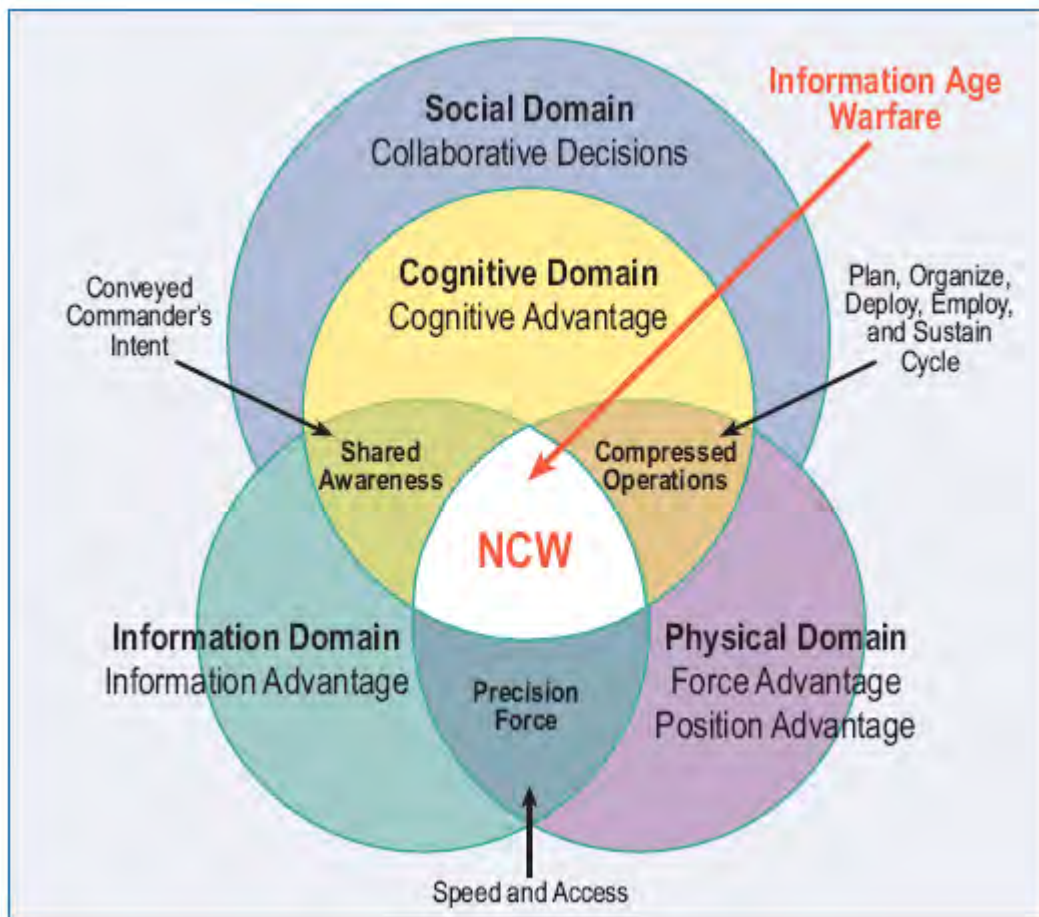 Information Age
Warfare
Social Domain
Collaborative Decisions
Cognitive Domain
Cognitive Advantage
Conveyed
Commander's
Intent
Plan, Organize,
Deploy, Employ,
and Sustain
Cycle
Shared
Awareness
Compressed
Operations
NCW
Information Domain
Information Advantage
Physical Domain
Force Advantage
Position Advantage
Precision
Force
Speed and Access